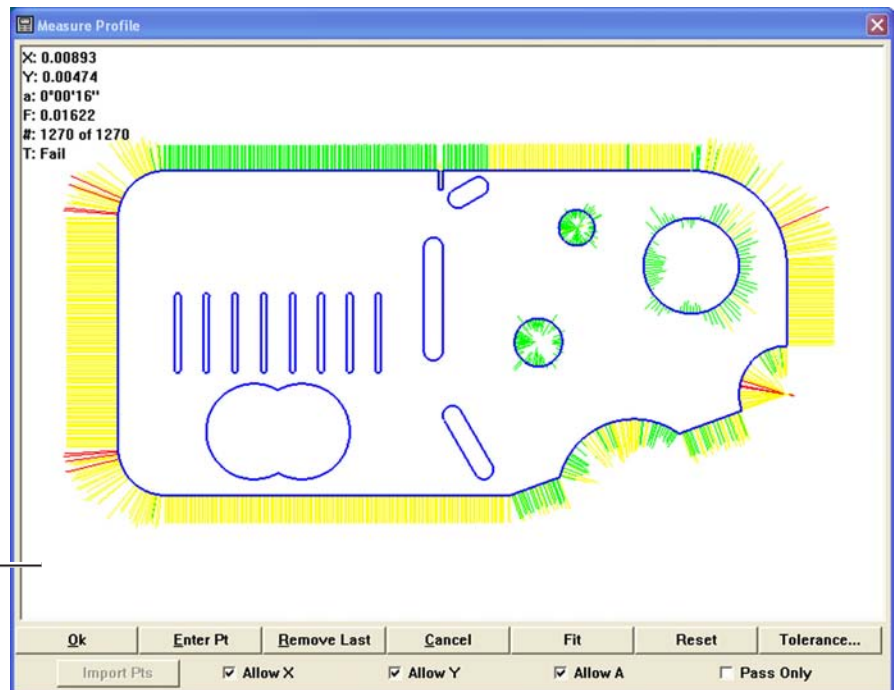 Measure Profile
X: 0.00893
Y: 0.00474
a: 0°00'16"
F: 0.01622
#: 1270 of 1270
T: Fail
Ok Enter Pt Remove Last Cancel Fit Reset Tolerance...
Import Pts Allow X Allow Y Allow A Pass Only